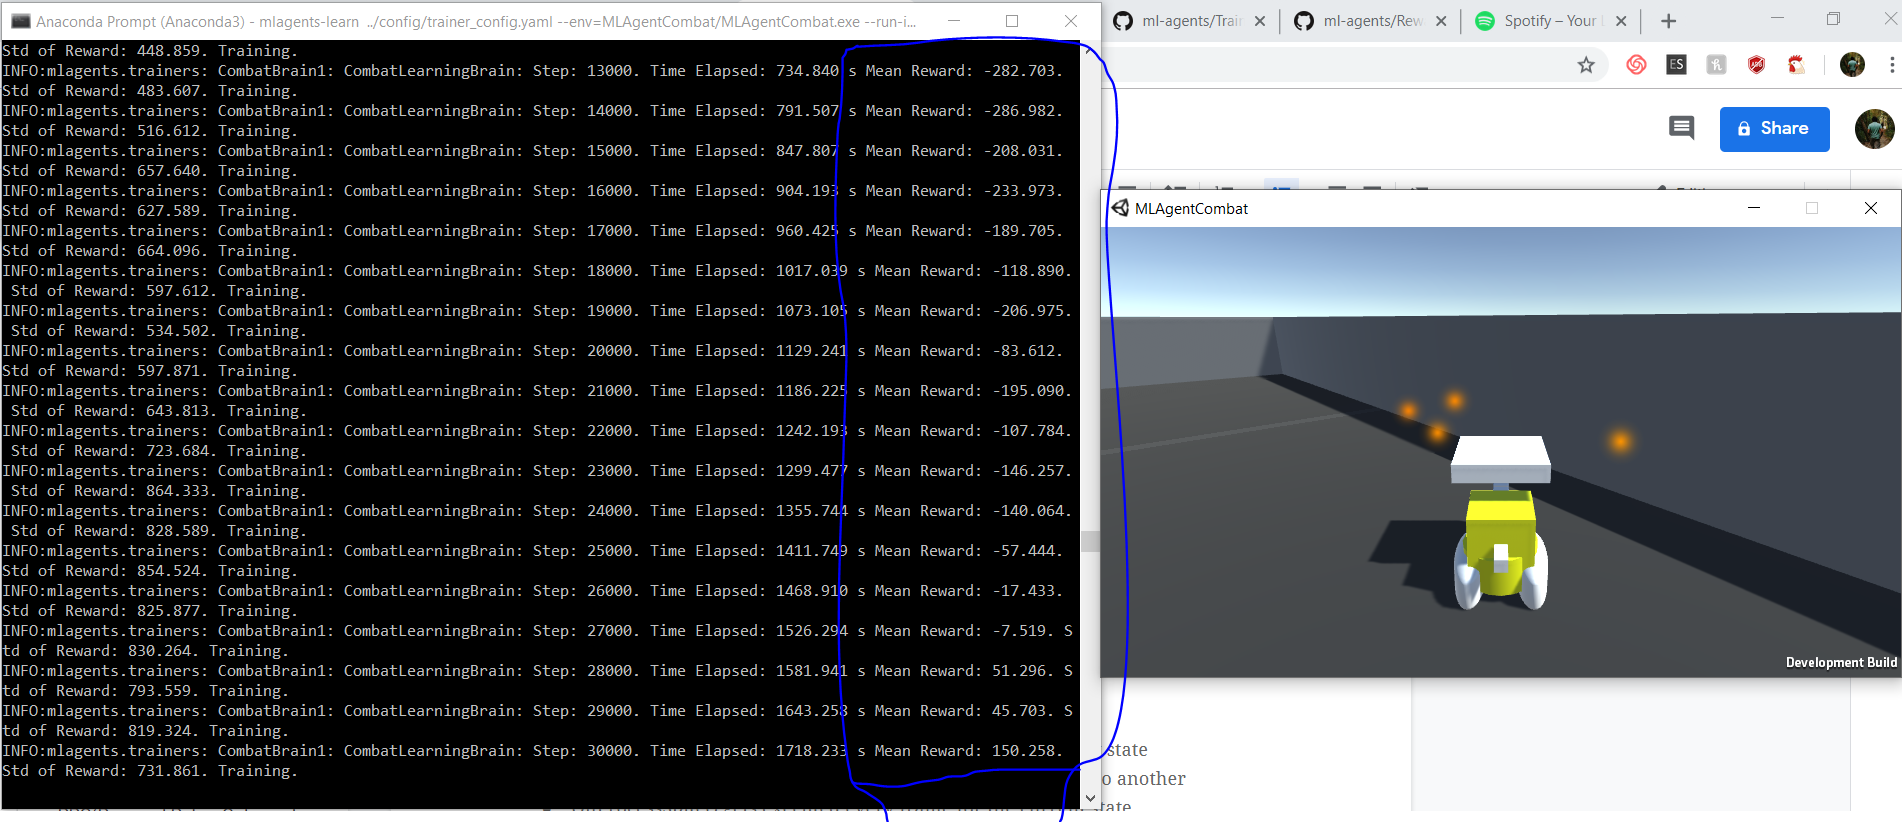 Anaconda Prompt (Anaconda3) - mlagents-learn ../config/trainer_config.yaml --env=MLAgentCombat/MLAgentCombat.exe --run-i...
ml-agents/Train
ml-agents/Rew
Spotify – Your
Std of Reward: 448.859. Training.
INFO:mlagents.trainers: CombatBrain1: CombatLearningBrain: Step: 13000. Time Elapsed: 734.840 s Mean Reward: -282.703.
Std of Reward: 483.607. Training.
INFO:mlagents.trainers: CombatBrain1: CombatLearningBrain: Step: 14000. Time Elapsed: 791.507 s Mean Reward: -286.982.
Std of Reward: 516.612. Training.
INFO:mlagents.trainers: CombatBrain1: CombatLearningBrain: Step: 15000. Time Elapsed: 847.807 s Mean Reward: -208.031.
Std of Reward: 657.640. Training.
INFO:mlagents.trainers: CombatBrain1: CombatLearningBrain: Step: 16000. Time Elapsed: 904.193 s Mean Reward: -233.973.
Std of Reward: 627.589. Training.
INFO:mlagents.trainers: CombatBrain1: CombatLearningBrain: Step: 17000. Time Elapsed: 960.425 s Mean Reward: -189.705.
Std of Reward: 664.096. Training.
INFO:mlagents.trainers: CombatBrain1: CombatLearningBrain: Step: 18000. Time Elapsed: 1017.039 s Mean Reward: -118.890.
Std of Reward: 597.612. Training.
INFO:mlagents.trainers: CombatBrain1: CombatLearningBrain: Step: 19000. Time Elapsed: 1073.105 s Mean Reward: -206.975.
Std of Reward: 534.502. Training.
INFO:mlagents.trainers: CombatBrain1: CombatLearningBrain: Step: 20000. Time Elapsed: 1129.241 s Mean Reward: -83.612.
Std of Reward: 597.871. Training.
INFO:mlagents.trainers: CombatBrain1: CombatLearningBrain: Step: 21000. Time Elapsed: 1186.225 s Mean Reward: -195.090.
Std of Reward: 643.813. Training.
INFO:mlagents.trainers: CombatBrain1: CombatLearningBrain: Step: 22000. Time Elapsed: 1242.193 s Mean Reward: -107.784.
Std of Reward: 723.684. Training.
INFO:mlagents.trainers: CombatBrain1: CombatLearningBrain: Step: 23000. Time Elapsed: 1299.477 s Mean Reward: -146.257.
Std of Reward: 864.333. Training.
INFO:mlagents.trainers: CombatBrain1: CombatLearningBrain: Step: 24000. Time Elapsed: 1355.744 s Mean Reward: -140.064.
Std of Reward: 828.589. Training.
INFO:mlagents.trainers: CombatBrain1: CombatLearningBrain: Step: 25000. Time Elapsed: 1411.749 s Mean Reward: -57.444.
Std of Reward: 854.524. Training.
INFO:mlagents.trainers: CombatBrain1: CombatLearningBrain: Step: 26000. Time Elapsed: 1468.910 s Mean Reward: -17.433.
Std of Reward: 825.877. Training.
INFO:mlagents.trainers: CombatBrain1: CombatLearningBrain: Step: 27000. Time Elapsed: 1526.294 s Mean Reward: -7.519. S
td of Reward: 830.264. Training.
INFO:mlagents.trainers: CombatBrain1: CombatLearningBrain: Step: 28000. Time Elapsed: 1581.941 s Mean Reward: 51.296. S
td of Reward: 793.559. Training.
INFO:mlagents.trainers: CombatBrain1: CombatLearningBrain: Step: 29000. Time Elapsed: 1643.258 s Mean Reward: 45.703. S
td of Reward: 819.324. Training.
INFO:mlagents.trainers: CombatBrain1: CombatLearningBrain: Step: 30000. Time Elapsed: 1718.233 s Mean Reward: 150.258.
Std of Reward: 731.861. Training.
ES
h
Share
MLAgentCombat
Development Build
state
o another
state